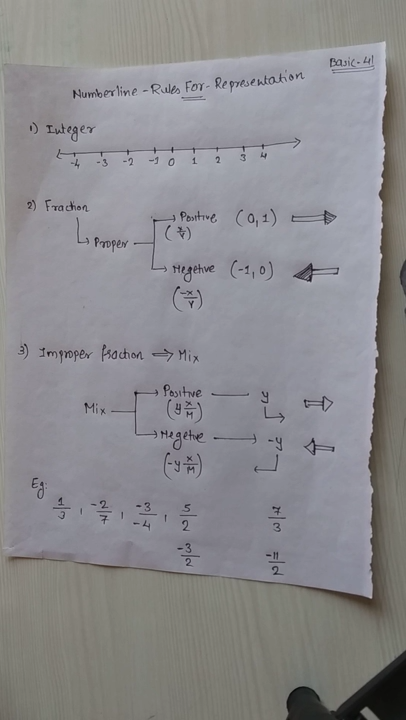 Basic-41
Numberline - Rules For - Representation
1) Integer
-4 -3 -2 -1 0 1 2 3 4
2) Fraction
Proper
Positive (0, 1)
(x/y)
Negetive (-1, 0)
(-x/y)
3) Improper fraction ⇒ Mix
Mix
Positive y
(y x/M)
Negetive -y
(-y x/M)
Eg:
1/3 , -2/7 , -3/-4 , 5/2 7/3
-3/2 -11/2